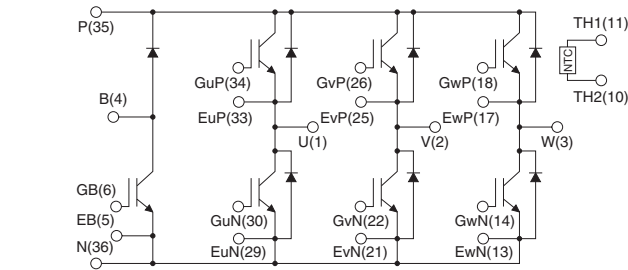 P(35)
TH1(11)
NTC
GuP(34)
GvP(26)
GwP(18)
TH2(10)
B(4)
EuP(33)
EvP(25)
EwP(17)
U(1)
V(2)
W(3)
GB(6)
GuN(30)
GvN(22)
GwN(14)
EB(5)
N(36)
EuN(29)
EvN(21)
EwN(13)